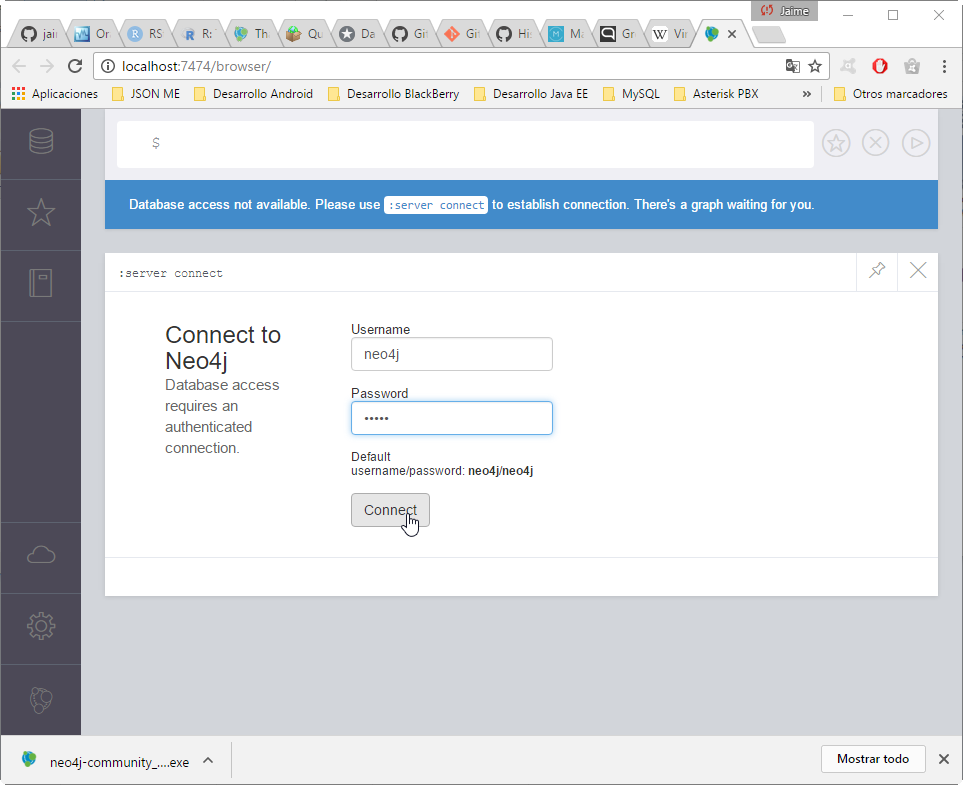 Jaime
jai
Or
RS
R:
Th
Qu
Da
Git
Git
His
Ma
Gr
Vir
localhost:7474/browser/
Aplicaciones
JSON ME
Desarrollo Android
Desarrollo BlackBerry
Desarrollo Java EE
MySQL
Asterisk PBX
»
Otros marcadores
$
Database access not available. Please use :server connect to establish connection. There's a graph waiting for you.
:server connect
Connect to
Neo4j
Database access
requires an
authenticated
connection.
Username
neo4j
Password
•••••
Default
username/password: neo4j/neo4j
Connect
neo4j-community_....exe
Mostrar todo